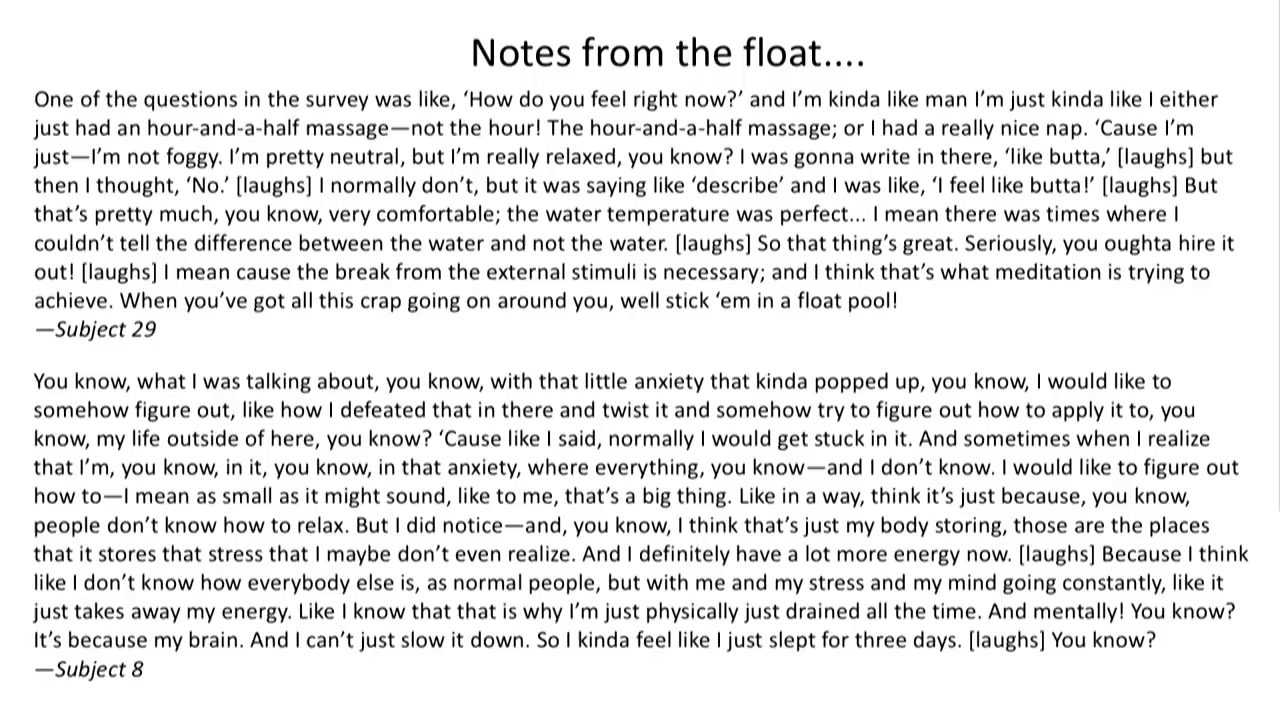 Notes from the float....
One of the questions in the survey was like, ‘How do you feel right now?’ and I’m kinda like man I’m just kinda like I either
just had an hour-and-a-half massage—not the hour! The hour-and-a-half massage; or I had a really nice nap. ‘Cause I’m
just—I’m not foggy. I’m pretty neutral, but I’m really relaxed, you know? I was gonna write in there, ‘like butta,’ [laughs] but
then I thought, ‘No.’ [laughs] I normally don’t, but it was saying like ‘describe’ and I was like, ‘I feel like butta!’ [laughs] But
that’s pretty much, you know, very comfortable; the water temperature was perfect... I mean there was times where I
couldn’t tell the difference between the water and not the water. [laughs] So that thing’s great. Seriously, you oughta hire it
out! [laughs] I mean cause the break from the external stimuli is necessary; and I think that’s what meditation is trying to
achieve. When you’ve got all this crap going on around you, well stick ‘em in a float pool!
—Subject 29
You know, what I was talking about, you know, with that little anxiety that kinda popped up, you know, I would like to
somehow figure out, like how I defeated that in there and twist it and somehow try to figure out how to apply it to, you
know, my life outside of here, you know? ‘Cause like I said, normally I would get stuck in it. And sometimes when I realize
that I’m, you know, in it, you know, in that anxiety, where everything, you know—and I don’t know. I would like to figure out
how to—I mean as small as it might sound, like to me, that’s a big thing. Like in a way, think it’s just because, you know,
people don’t know how to relax. But I did notice—and, you know, I think that’s just my body storing, those are the places
that it stores that stress that I maybe don’t even realize. And I definitely have a lot more energy now. [laughs] Because I think
like I don’t know how everybody else is, as normal people, but with me and my stress and my mind going constantly, like it
just takes away my energy. Like I know that that is why I’m just physically just drained all the time. And mentally! You know?
It’s because my brain. And I can’t just slow it down. So I kinda feel like I just slept for three days. [laughs] You know?
—Subject 8